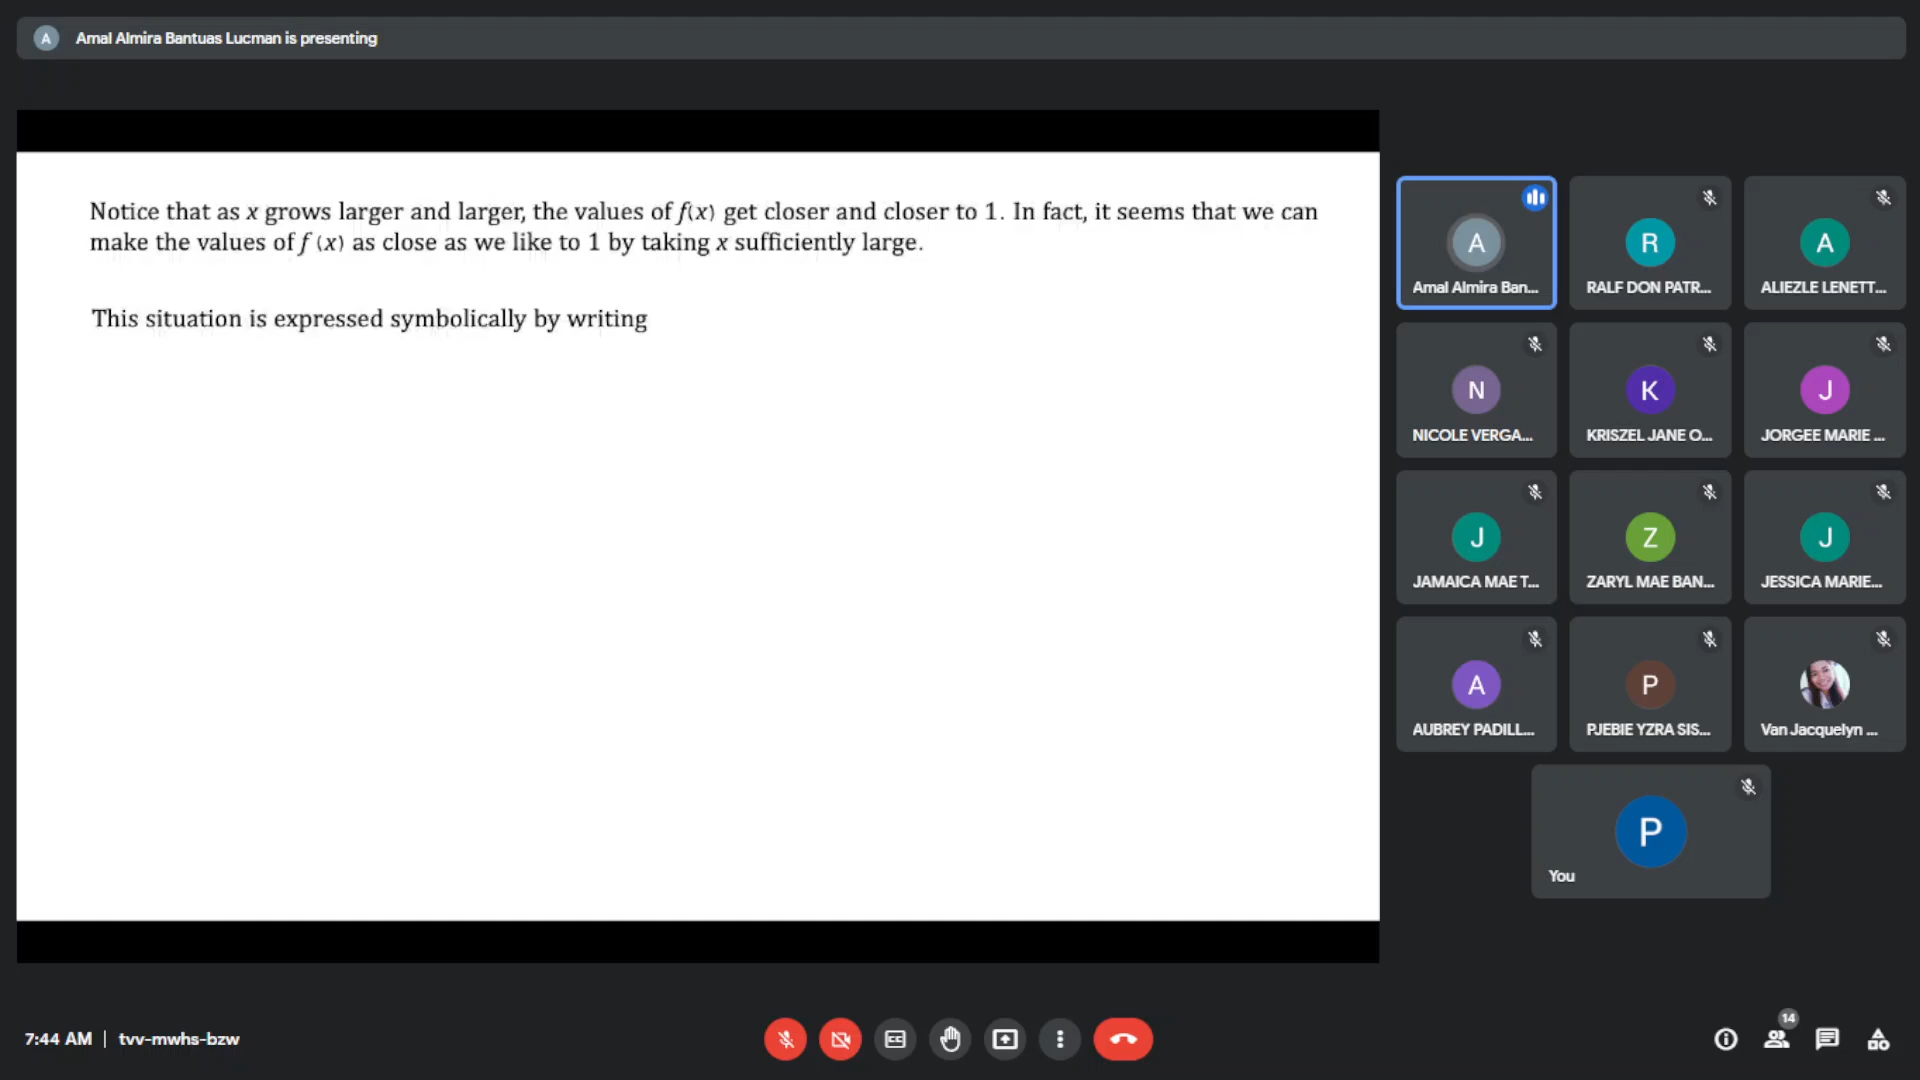 A
Amal Almira Bantuas Lucman is presenting
Notice that as x grows larger and larger, the values of f(x) get closer and closer to 1. In fact, it seems that we can
make the values of f (x) as close as we like to 1 by taking x sufficiently large.
This situation is expressed symbolically by writing
A
Amal Almira Ban...
R
RALF DON PATR...
A
ALIEZLE LENETT...
N
NICOLE VERGA...
K
KRISZEL JANE O...
J
JORGEE MARIE ...
J
JAMAICA MAE T...
Z
ZARYL MAE BAN...
J
JESSICA MARIE...
A
AUBREY PADILL...
P
PJEBIE YZRA SIS...
Van Jacquelyn ...
P
You
7:44 AM | tvv-mwhs-bzw
CC
14